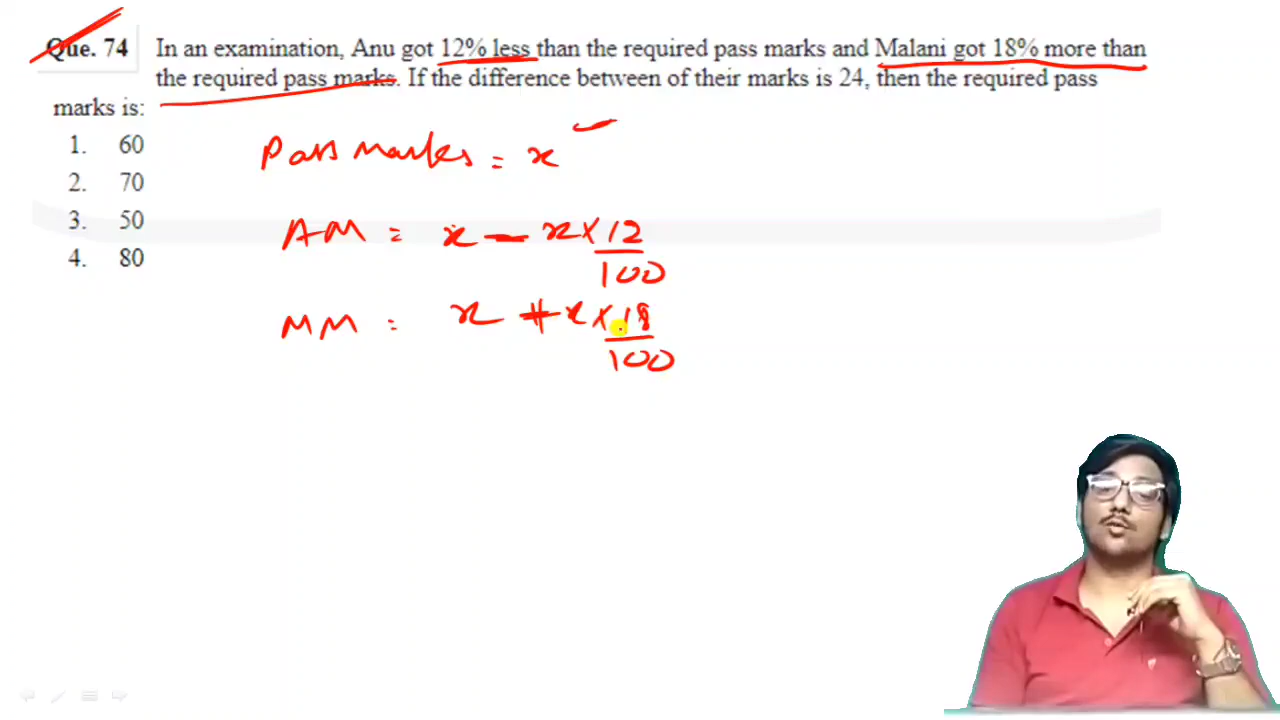 Que. 74 In an examination, Anu got 12% less than the required pass marks and Malani got 18% more than
the required pass marks. If the difference between of their marks is 24, then the required pass
marks is:
1. 60
2. 70
3. 50
4. 80
Pass Marks = x
AM = x - x × 12
100
MM = x + x × 18
100